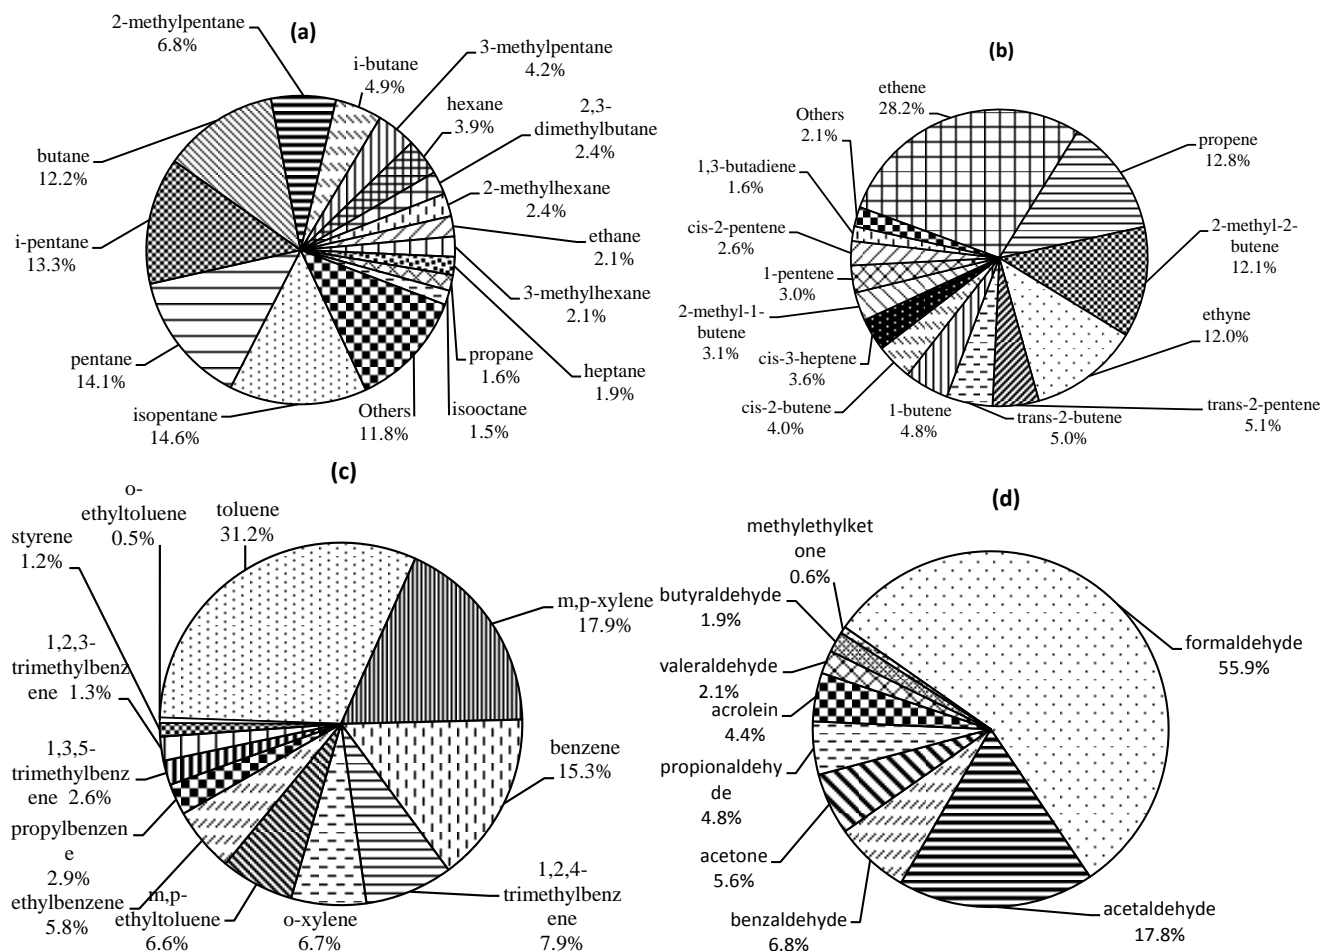 (a)
2-methylpentane
6.8%
i-butane
4.9%
3-methylpentane
4.2%
hexane
3.9%
2,3-
dimethylbutane
2.4%
2-methylhexane
2.4%
ethane
2.1%
3-methylhexane
2.1%
heptane
1.9%
propane
1.6%
isooctane
1.5%
Others
11.8%
isopentane
14.6%
pentane
14.1%
i-pentane
13.3%
butane
12.2%
(b)
ethene
28.2%
propene
12.8%
2-methyl-2-
butene
12.1%
ethyne
12.0%
trans-2-pentene
5.1%
trans-2-butene
5.0%
1-butene
4.8%
cis-2-butene
4.0%
cis-3-heptene
3.6%
2-methyl-1-
butene
3.1%
1-pentene
3.0%
cis-2-pentene
2.6%
1,3-butadiene
1.6%
Others
2.1%
(c)
toluene
31.2%
m,p-xylene
17.9%
benzene
15.3%
1,2,4-
trimethylbenz
ene
7.9%
o-xylene
6.7%
m,p-
ethyltoluene
6.6%
ethylbenzene
5.8%
propylbenzen
e
2.9%
1,3,5-
trimethylbenz
ene 2.6%
1,2,3-
trimethylbenz
ene 1.3%
styrene
1.2%
o-
ethyltoluene
0.5%
(d)
formaldehyde
55.9%
acetaldehyde
17.8%
benzaldehyde
6.8%
acetone
5.6%
propionaldehy
de
4.8%
acrolein
4.4%
valeraldehyde
2.1%
butyraldehyde
1.9%
methylethylket
one
0.6%